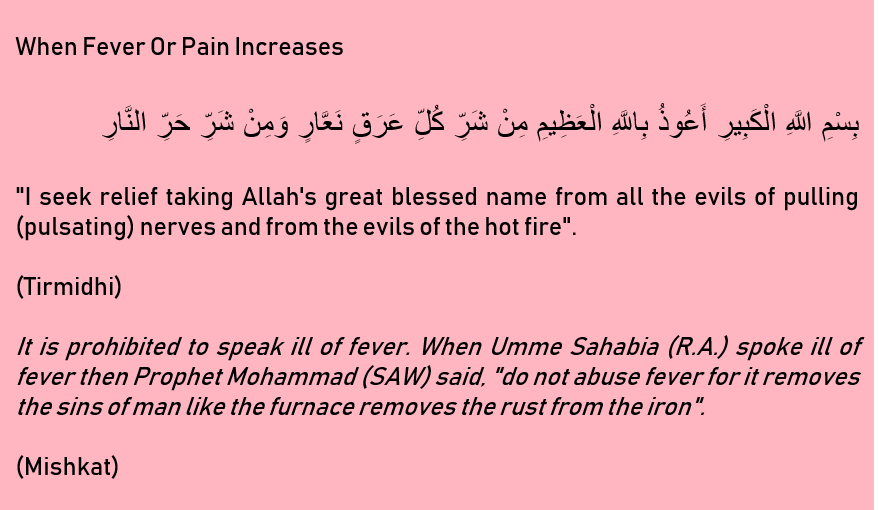 When Fever Or Pain Increases
بِسْمِ اللَّهِ الْكَبِيرِ أَعُوذُ بِاللَّهِ الْعَظِيمِ مِنْ شَرِّ كُلِّ عَرَقٍ نَعَّارٍ وَمِنْ شَرِّ حَرِّ النَّارِ
"I seek relief taking Allah's great blessed name from all the evils of pulling
(pulsating) nerves and from the evils of the hot fire".
(Tirmidhi)
It is prohibited to speak ill of fever. When Umme Sahabia (R.A.) spoke ill of
fever then Prophet Mohammad (SAW) said, "do not abuse fever for it removes
the sins of man like the furnace removes the rust from the iron".
(Mishkat)